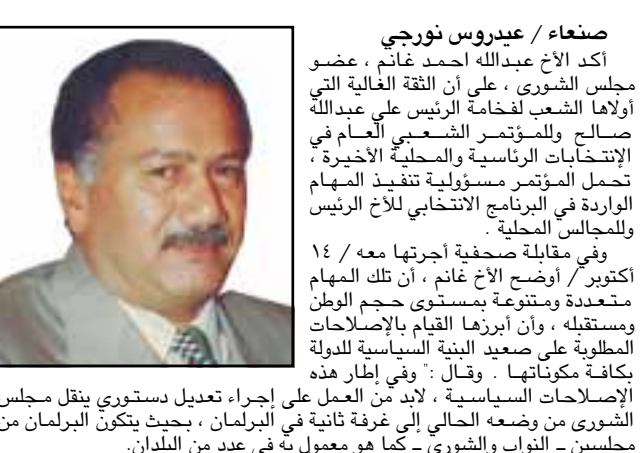 صنعاء / عيدروس نورجي
أكد الأخ عبدالله احمد غانم ، عضو
مجلس الشورى ، على أن الثقة الغالية التي
أولاها الشعب لفخامة الرئيس علي عبدالله
صالح وللمؤتمر الشعبي العام في
الإنتخابات الرئاسية والمحلية الأخيرة ،
تحمل المؤتمر مسؤولية تنفيذ المهام
الواردة في البرنامج الانتخابي للأخ الرئيس
وللمجالس المحلية .
وفي مقابلة صحفية أجرتها معه / ١٤
أكتوبر / أوضح الأخ غانم ، أن تلك المهام
متعددة ومتنوعة بمستوى حجم الوطن
ومستقبله ، وأن أبرزها القيام بالإصلاحات
المطلوبة على صعيد البنية السياسية للدولة
بكافة مكوناتها . وقال :" وفي إطار هذه
الإصلاحات السياسية ، لابد من العمل على إجراء تعديل دستوري ينقل مجلس
الشورى من وضعه الحالي إلى غرفة ثانية في البرلمان ، بحيث يتكون البرلمان من
مجلسين ـ النواب والشورى ـ كما هو معمول به في عدد من البلدان.